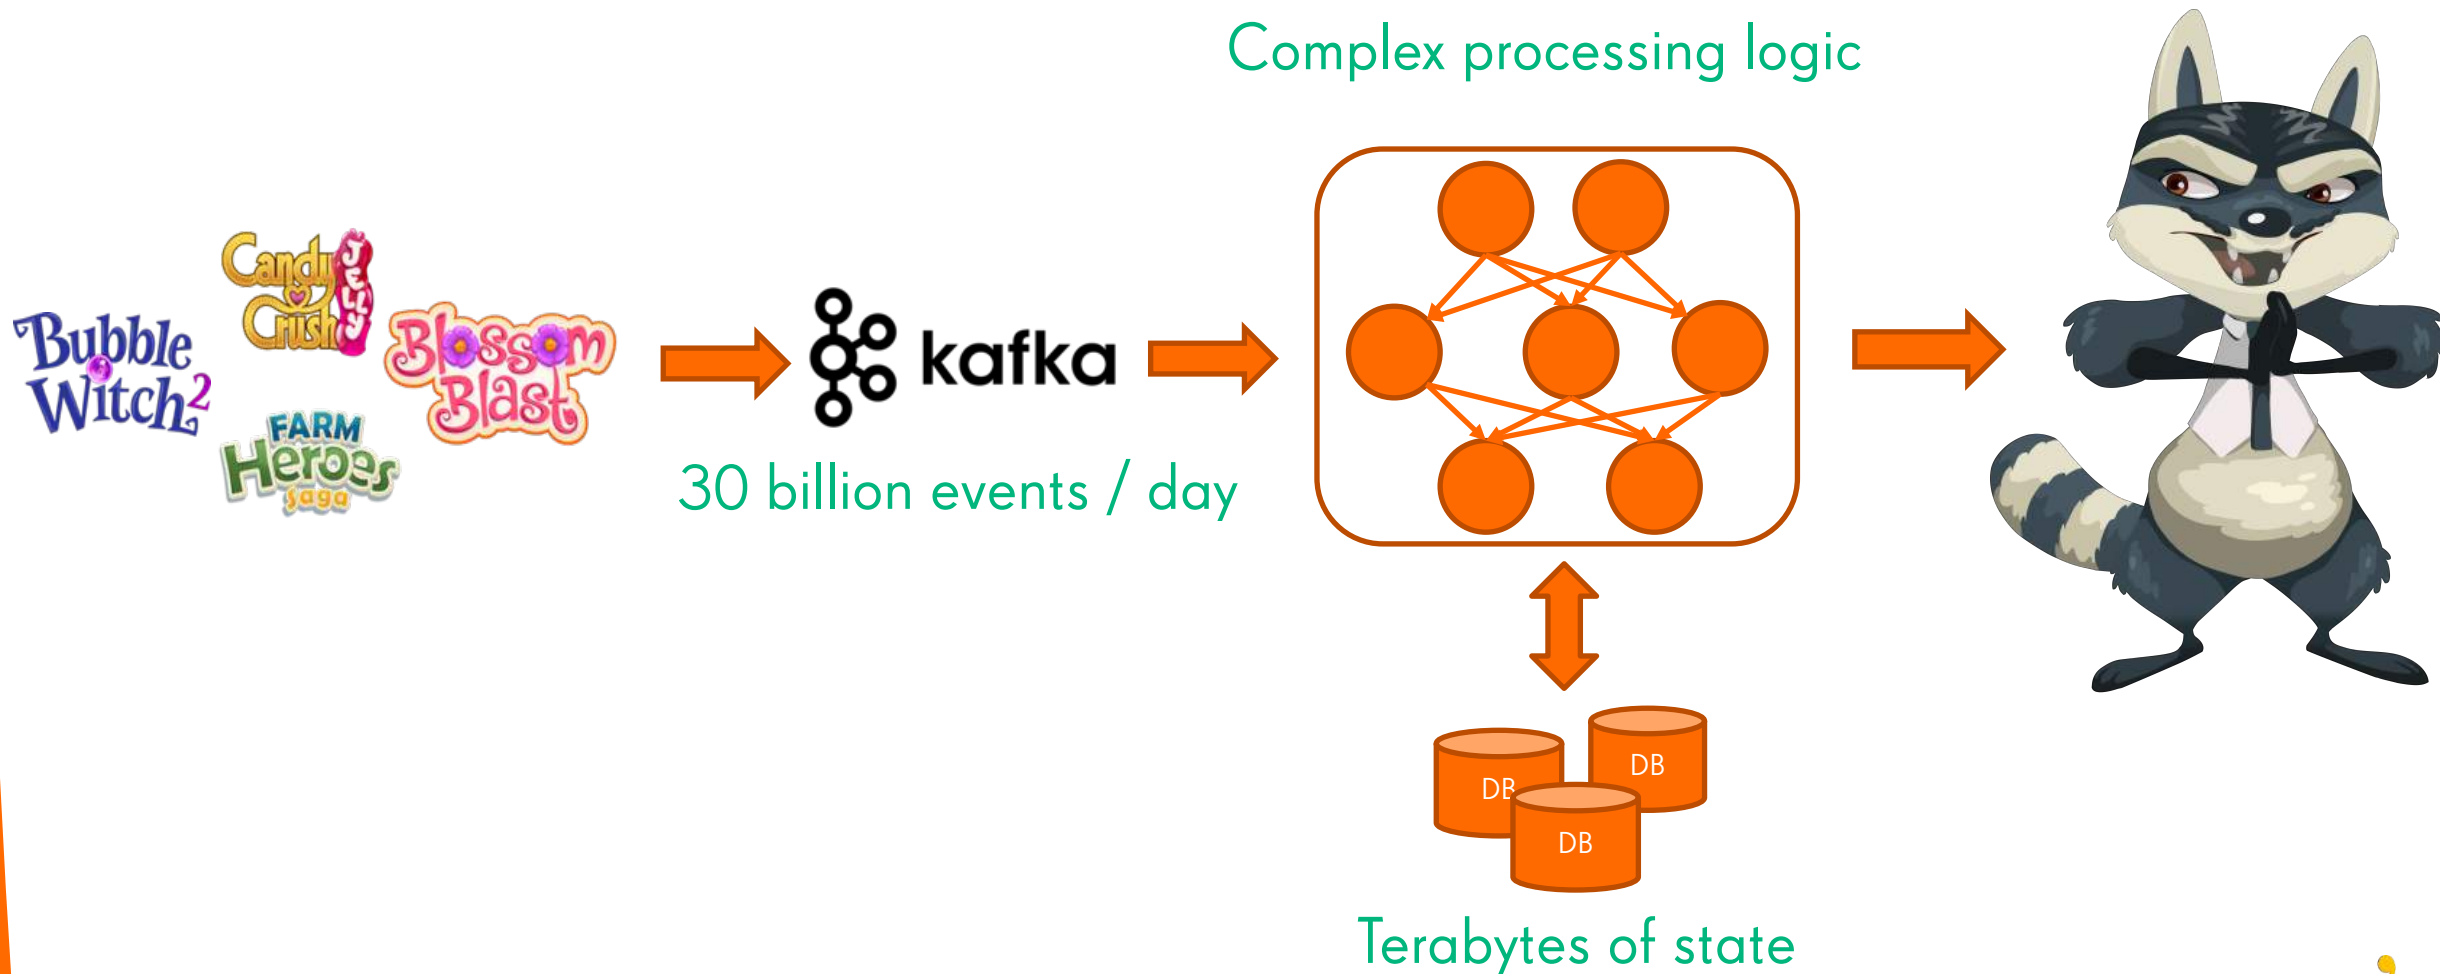 Complex processing logic
Candy
Crush
JELLY
Bubble
Witch2
Blossom
Blast
FARM
Heroes
saga
kafka
30 billion events / day
DB
DB
DB
Terabytes of state